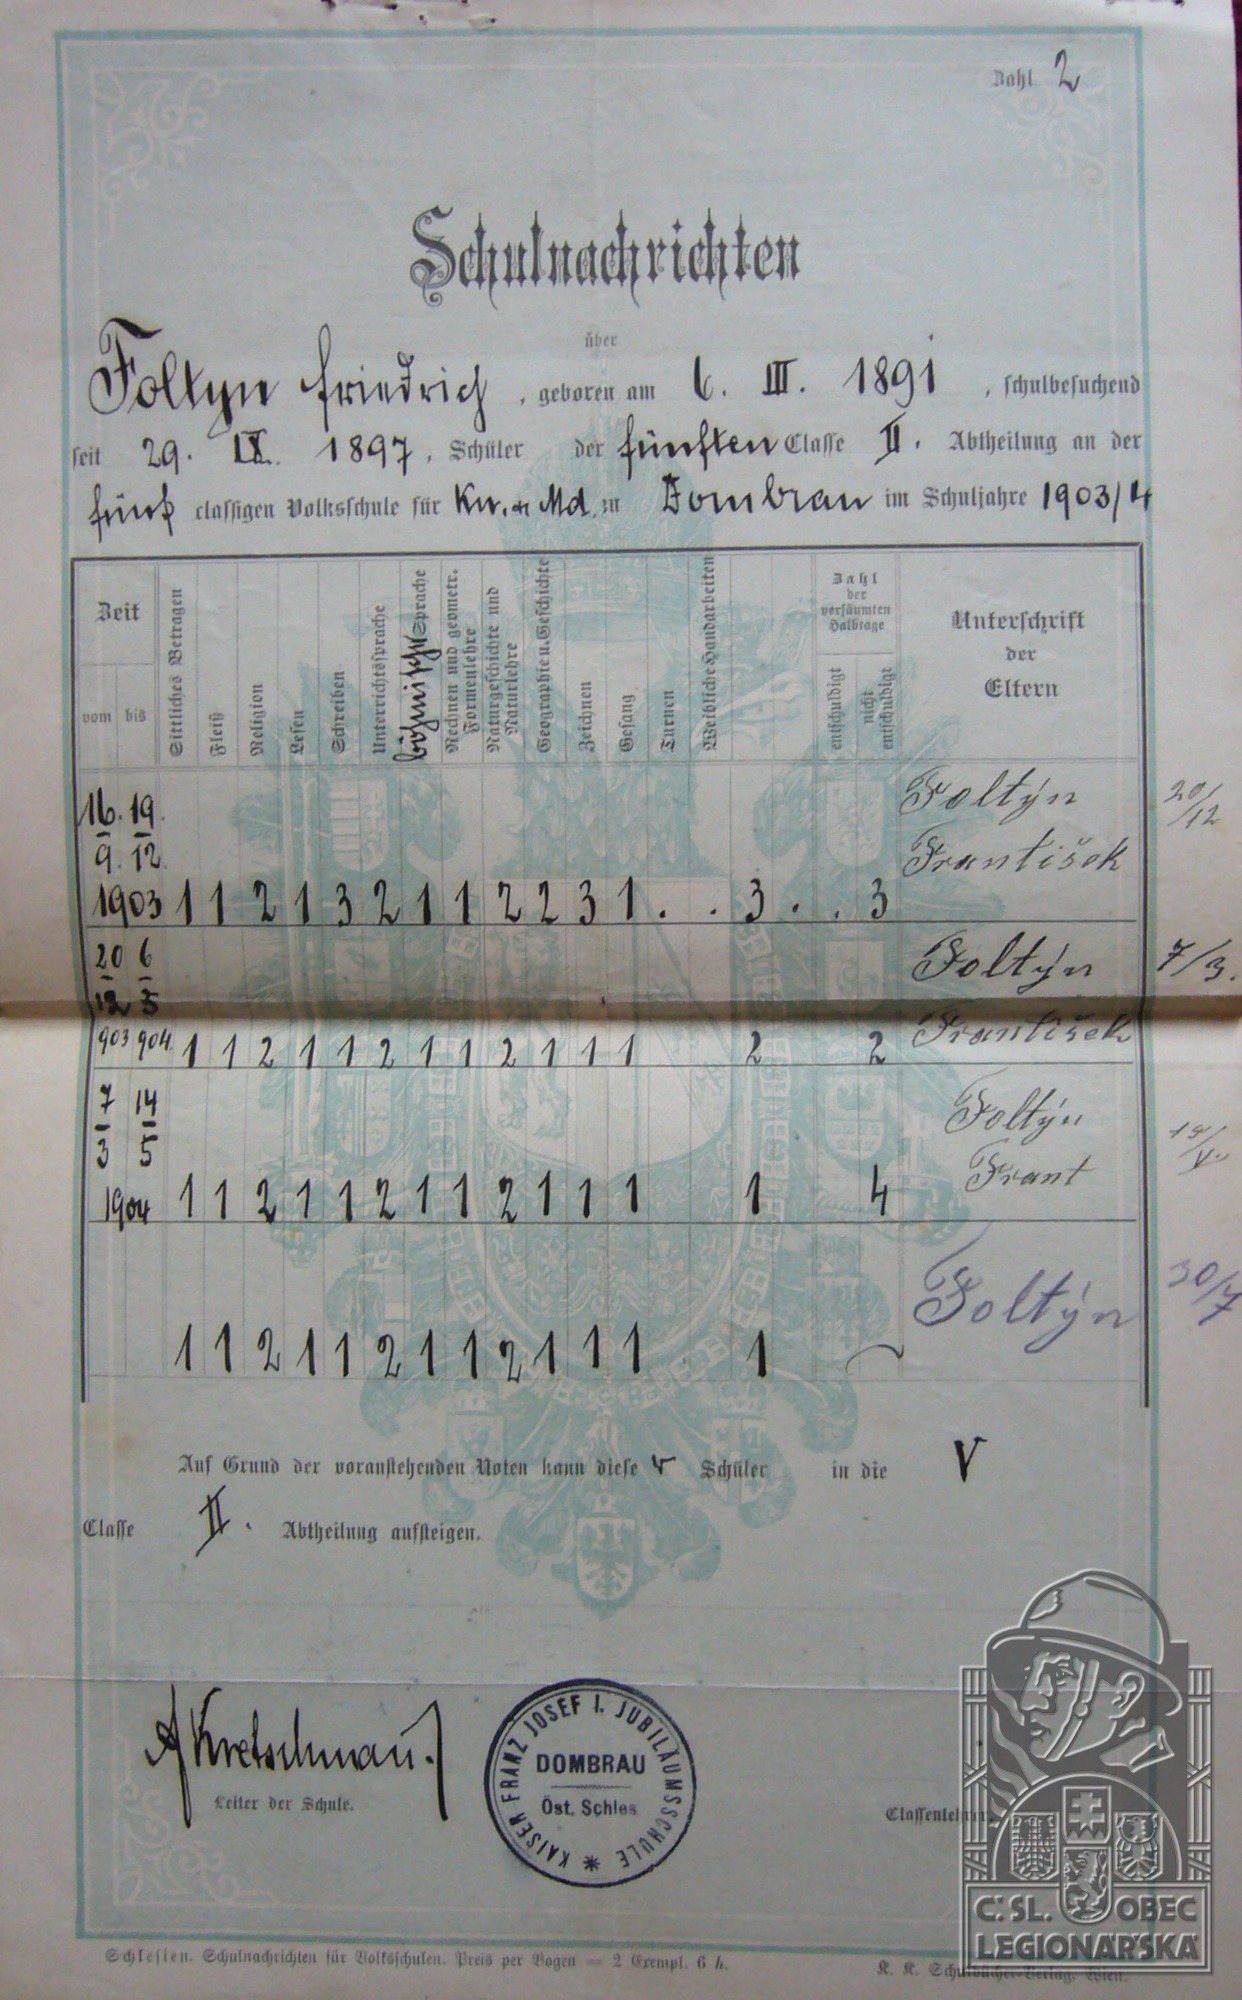 Zahl 2
Schulnachrichten
über
Foltyn Friedrich, geboren am 6. III. 1891, schulbesuchend
seit 29. IX. 1897, Schüler der fünften Classe II. Abtheilung an der
fünf classigen Volksschule für Kn. u. Md. zu Dombrau im Schuljahre 1903/4
Zeit
vom bis
Sittliches Betragen
Fleiß
Religion
Lesen
Schreiben
Unterrichtssprache
böhmische Sprache
Rechnen und geometr. Formenlehre
Naturgeschichte und Naturlehre
Geographie u. Geschichte
Zeichnen
Gesang
Turnen
Weibliche Handarbeiten
Zahl der versäumten Halbtage
entschuldigt
nicht entschuldigt
Unterschrift der Eltern
16. 19.
9. 12.
1903 1 1 2 1 3 2 1 1 2 2 3 1 . . 3 . . 3
Foltýn František 20/12
20 6
12 3
903 904 1 1 2 1 1 2 1 1 2 1 1 1 2 2
Foltýn František 7/3.
7 14
3 5
1904 1 1 2 1 1 2 1 1 2 1 1 1 1 4
Foltýn Frant
1 1 2 1 1 2 1 1 2 1 1 1 1
Foltýn 30/7
Auf Grund der voranstehenden Noten kann dieser Schüler in die V
Classe II. Abtheilung aufsteigen.
A Kretschmann
Leiter der Schule.
KAISER FRANZ JOSEF I. JUBILÄUMSSCHULE *
DOMBRAU
Öst. Schles
Classenlehrer
Č. SL. OBEC
LEGIONÁŘSKÁ
Schlesien. Schulnachrichten für Volksschulen. Preis per Bogen = 2 Exempl. 6 h.
K. K. Schulbücher-Verlag. Wien.